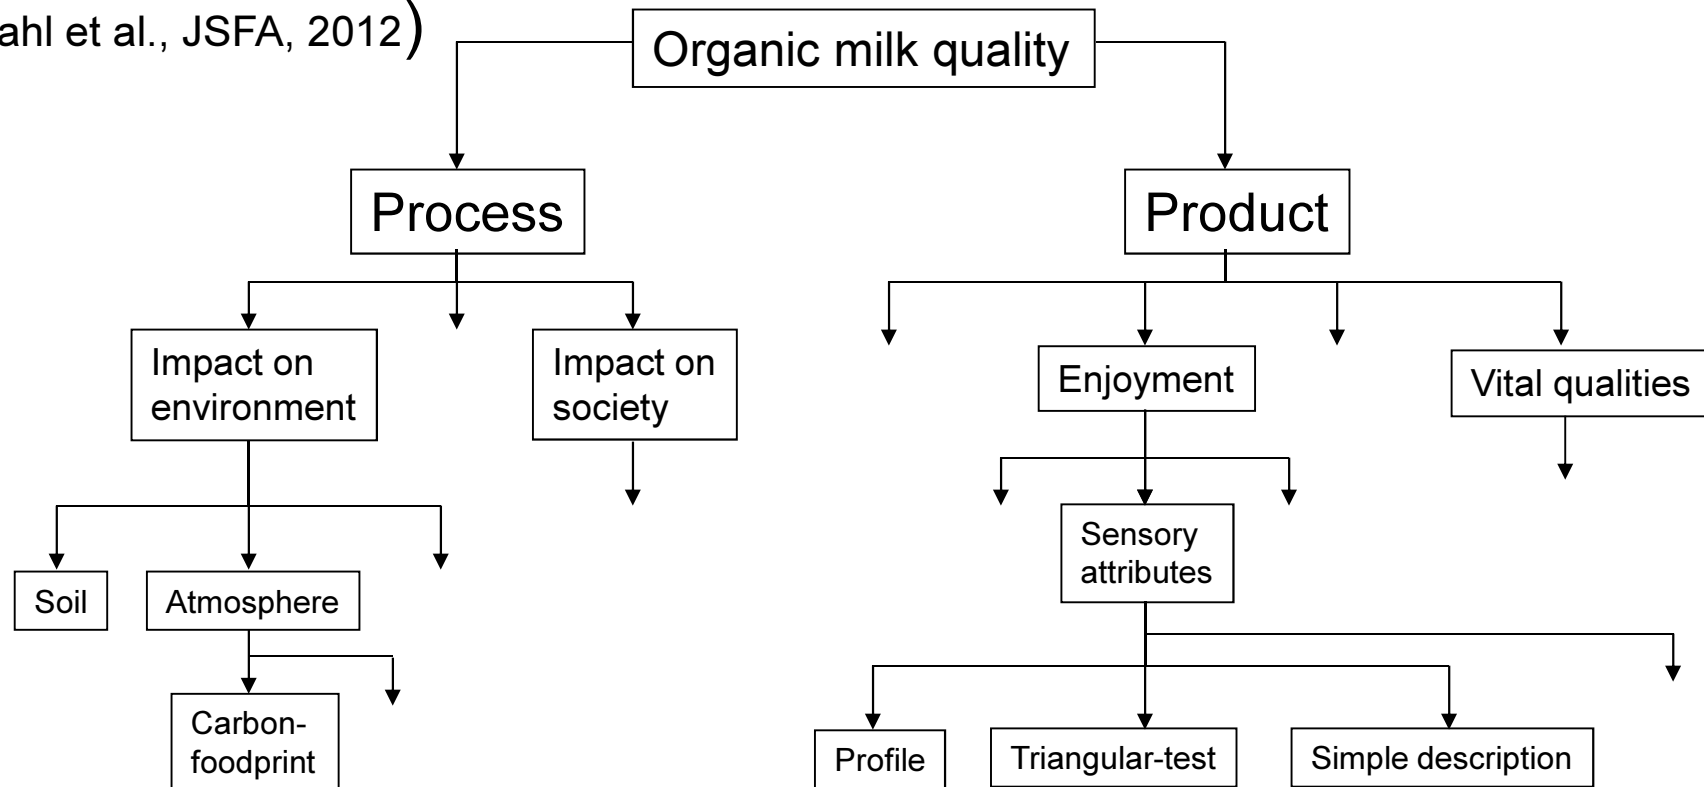 ahl et al., JSFA, 2012)
Organic milk quality
Process
Product
Impact on
environment
Impact on
society
Enjoyment
Vital qualities
Sensory
attributes
Soil
Atmosphere
Carbon-
foodprint
Profile
Triangular-test
Simple description